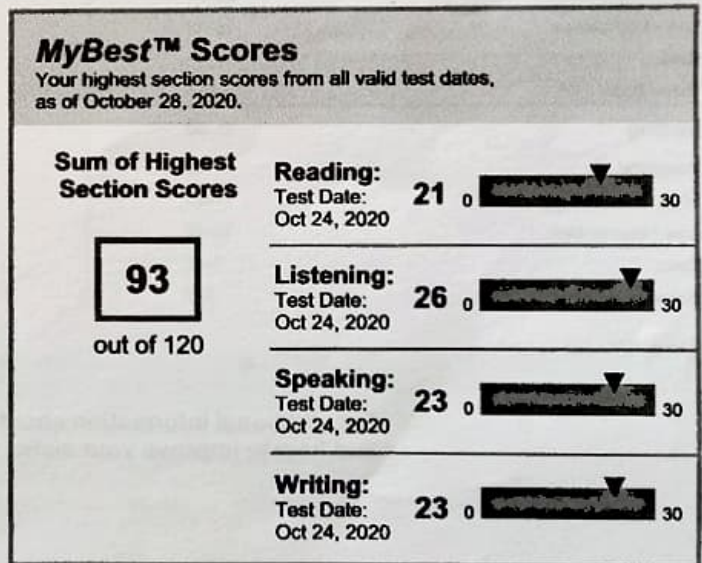 MyBest™ Scores
Your highest section scores from all valid test dates,
as of October 28, 2020.
Sum of Highest
Section Scores
93
out of 120
Reading:
Test Date:
Oct 24, 2020
21
0
30
Listening:
Test Date:
Oct 24, 2020
26
0
30
Speaking:
Test Date:
Oct 24, 2020
23
0
30
Writing:
Test Date:
Oct 24, 2020
23
0
30